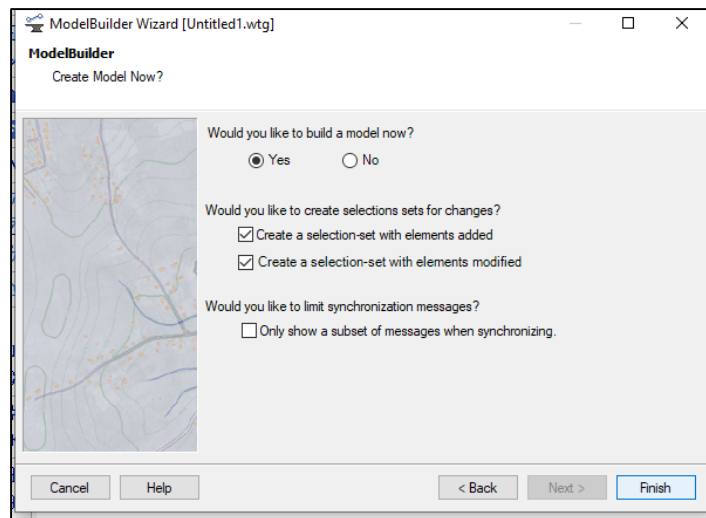 ModelBuilder Wizard [Untitled1.wtg]
ModelBuilder
Create Model Now?
Would you like to build a model now?
Yes No
Would you like to create selections sets for changes?
Create a selection-set with elements added
Create a selection-set with elements modified
Would you like to limit synchronization messages?
Only show a subset of messages when synchronizing.
Cancel Help < Back Next > Finish